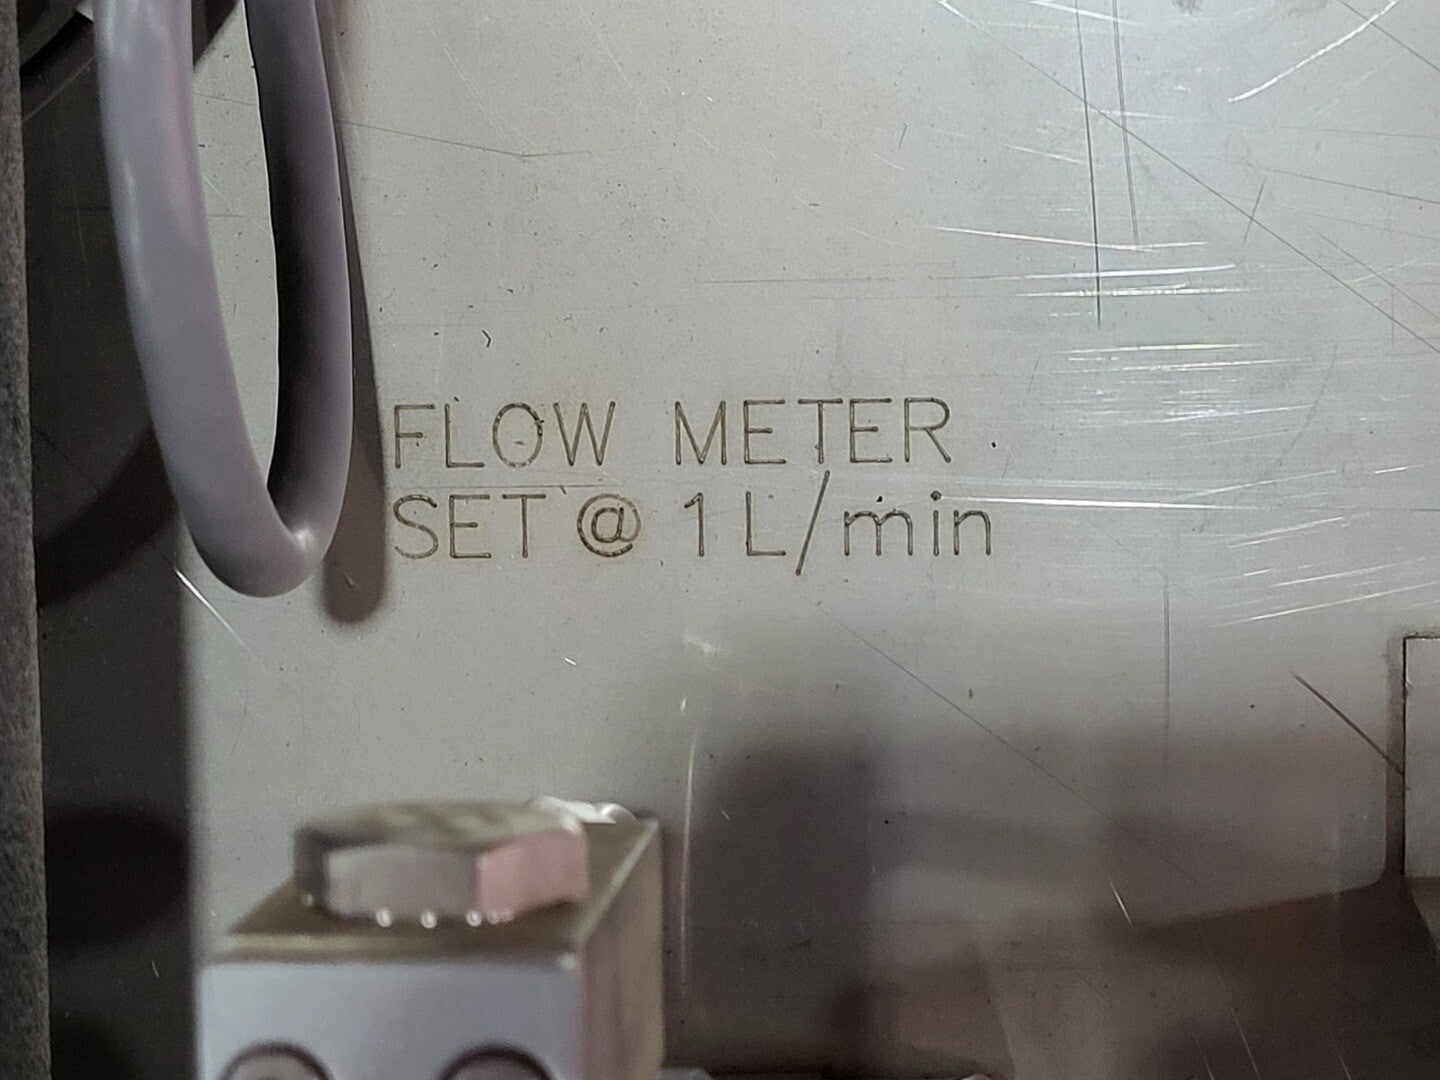 FLOW METER
SET @ 1 L/min